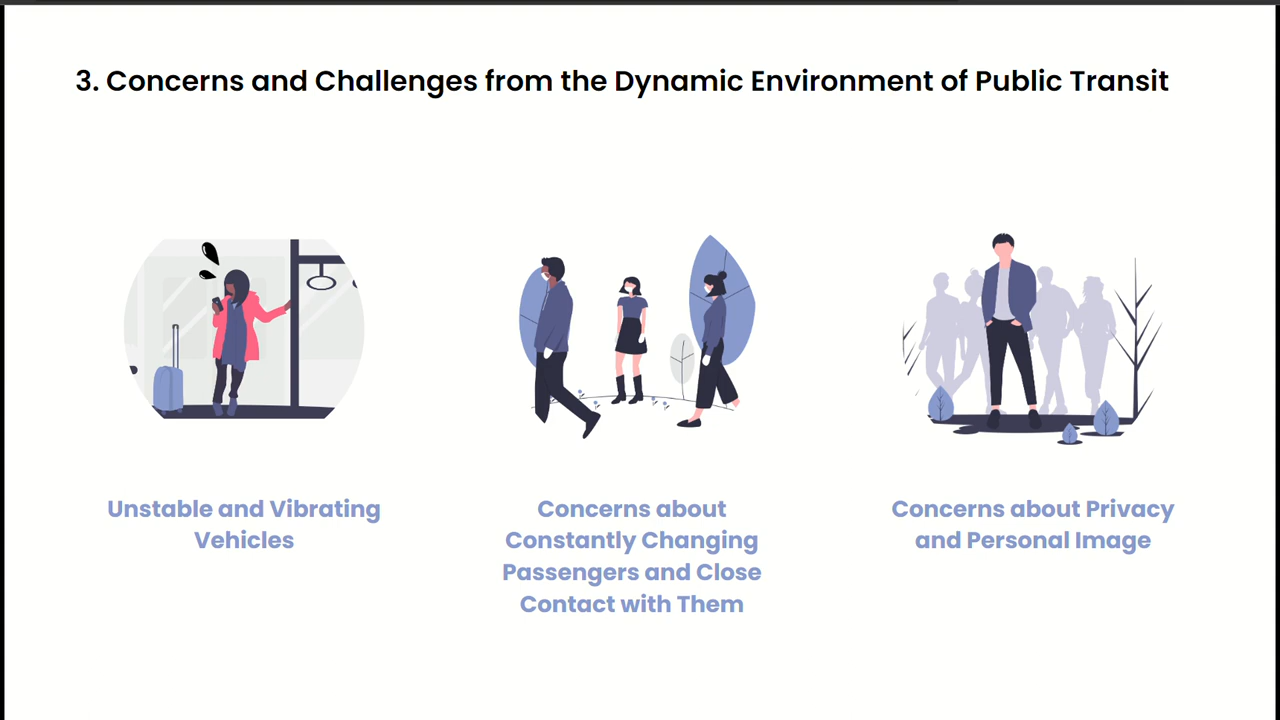 3. Concerns and Challenges from the Dynamic Environment of Public Transit
Unstable and Vibrating
Vehicles
Concerns about
Constantly Changing
Passengers and Close
Contact with Them
Concerns about Privacy
and Personal Image